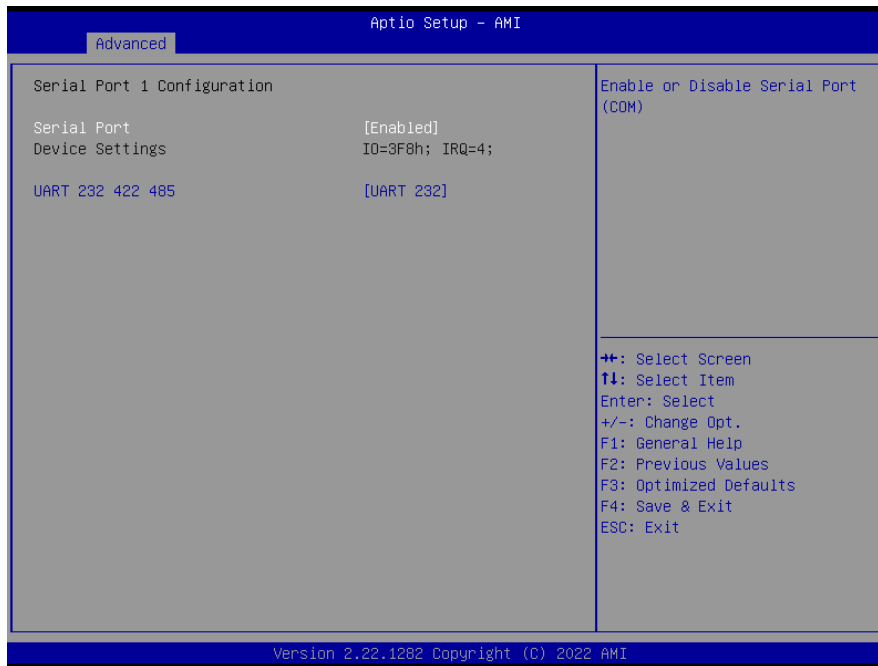 Aptio Setup - AMI
Advanced
Serial Port 1 Configuration
Serial Port [Enabled]
Device Settings IO=3F8h; IRQ=4;
UART 232 422 485 [UART 232]
Enable or Disable Serial Port
(COM)
→←: Select Screen
↑↓: Select Item
Enter: Select
+/-: Change Opt.
F1: General Help
F2: Previous Values
F3: Optimized Defaults
F4: Save & Exit
ESC: Exit
Version 2.22.1282 Copyright (C) 2022 AMI